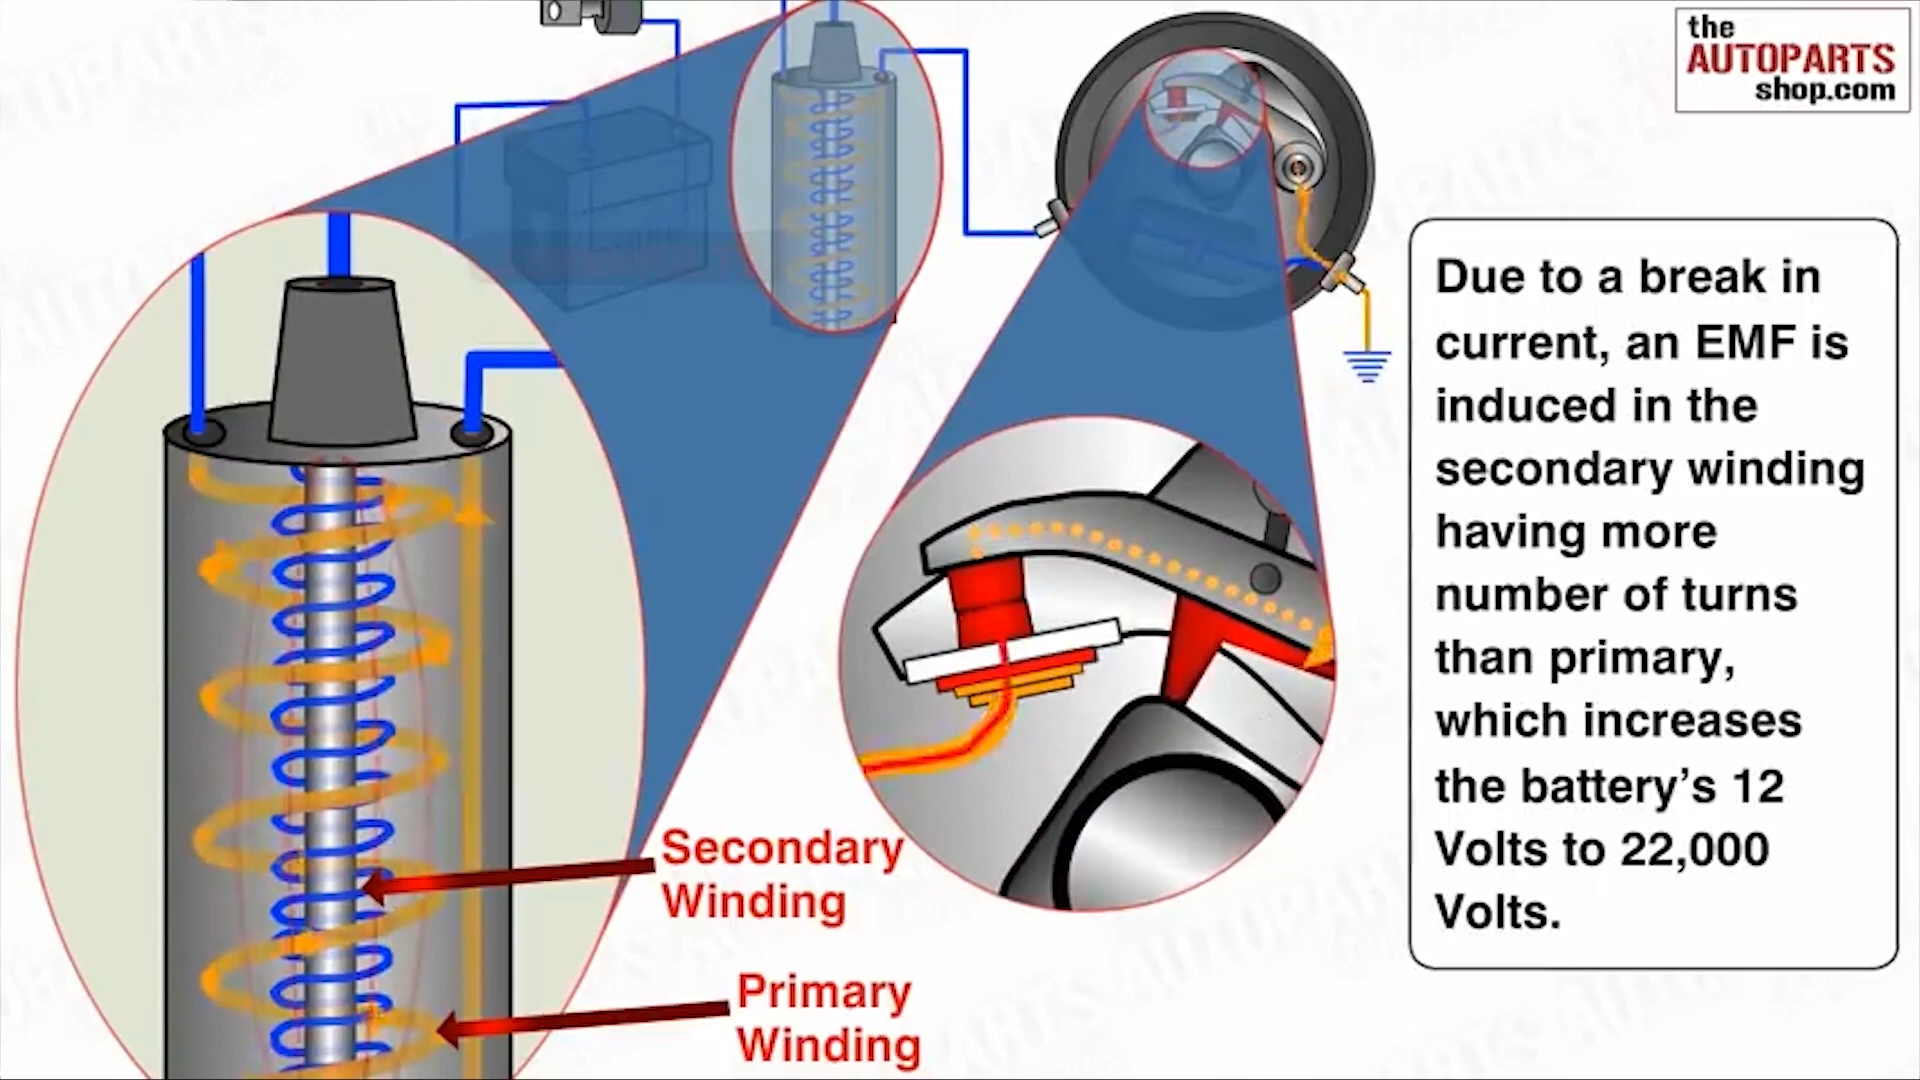 the
AUTOPARTS
shop.com
Due to a break in
current, an EMF is
induced in the
secondary winding
having more
number of turns
than primary,
which increases
the battery’s 12
Volts to 22,000
Volts.
Secondary
Winding
Primary
Winding